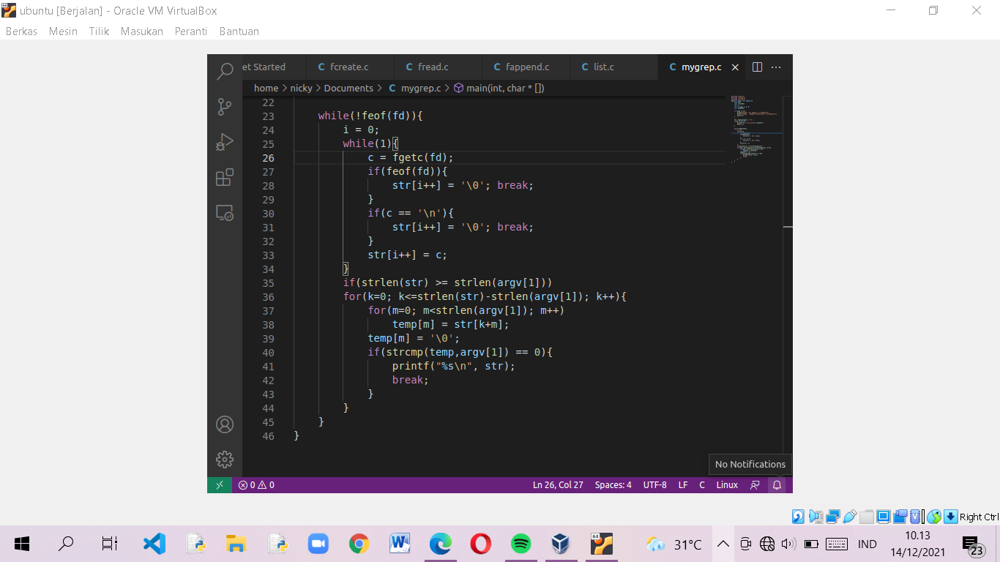 ubuntu [Berjalan] - Oracle VM VirtualBox
Berkas Mesin Tilik Masukan Peranti Bantuan
et Started fcreate.c fread.c fappend.c list.c mygrep.c
home > nicky > Documents > C mygrep.c > main(int, char * [])
22
23 while(!feof(fd)){
24 i = 0;
25 while(1){
26 c = fgetc(fd);
27 if(feof(fd)){
28 str[i++] = '\0'; break;
29 }
30 if(c == '\n'){
31 str[i++] = '\0'; break;
32 }
33 str[i++] = c;
34 }
35 if(strlen(str) >= strlen(argv[1]))
36 for(k=0; k<=strlen(str)-strlen(argv[1]); k++){
37 for(m=0; m<strlen(argv[1]); m++)
38 temp[m] = str[k+m];
39 temp[m] = '\0';
40 if(strcmp(temp,argv[1]) == 0){
41 printf("%s\n", str);
42 break;
43 }
44 }
45 }
46 }
No Notifications
0 0 Ln 26, Col 27 Spaces: 4 UTF-8 LF C Linux
Right Ctrl
31°C IND 10.13
14/12/2021
23